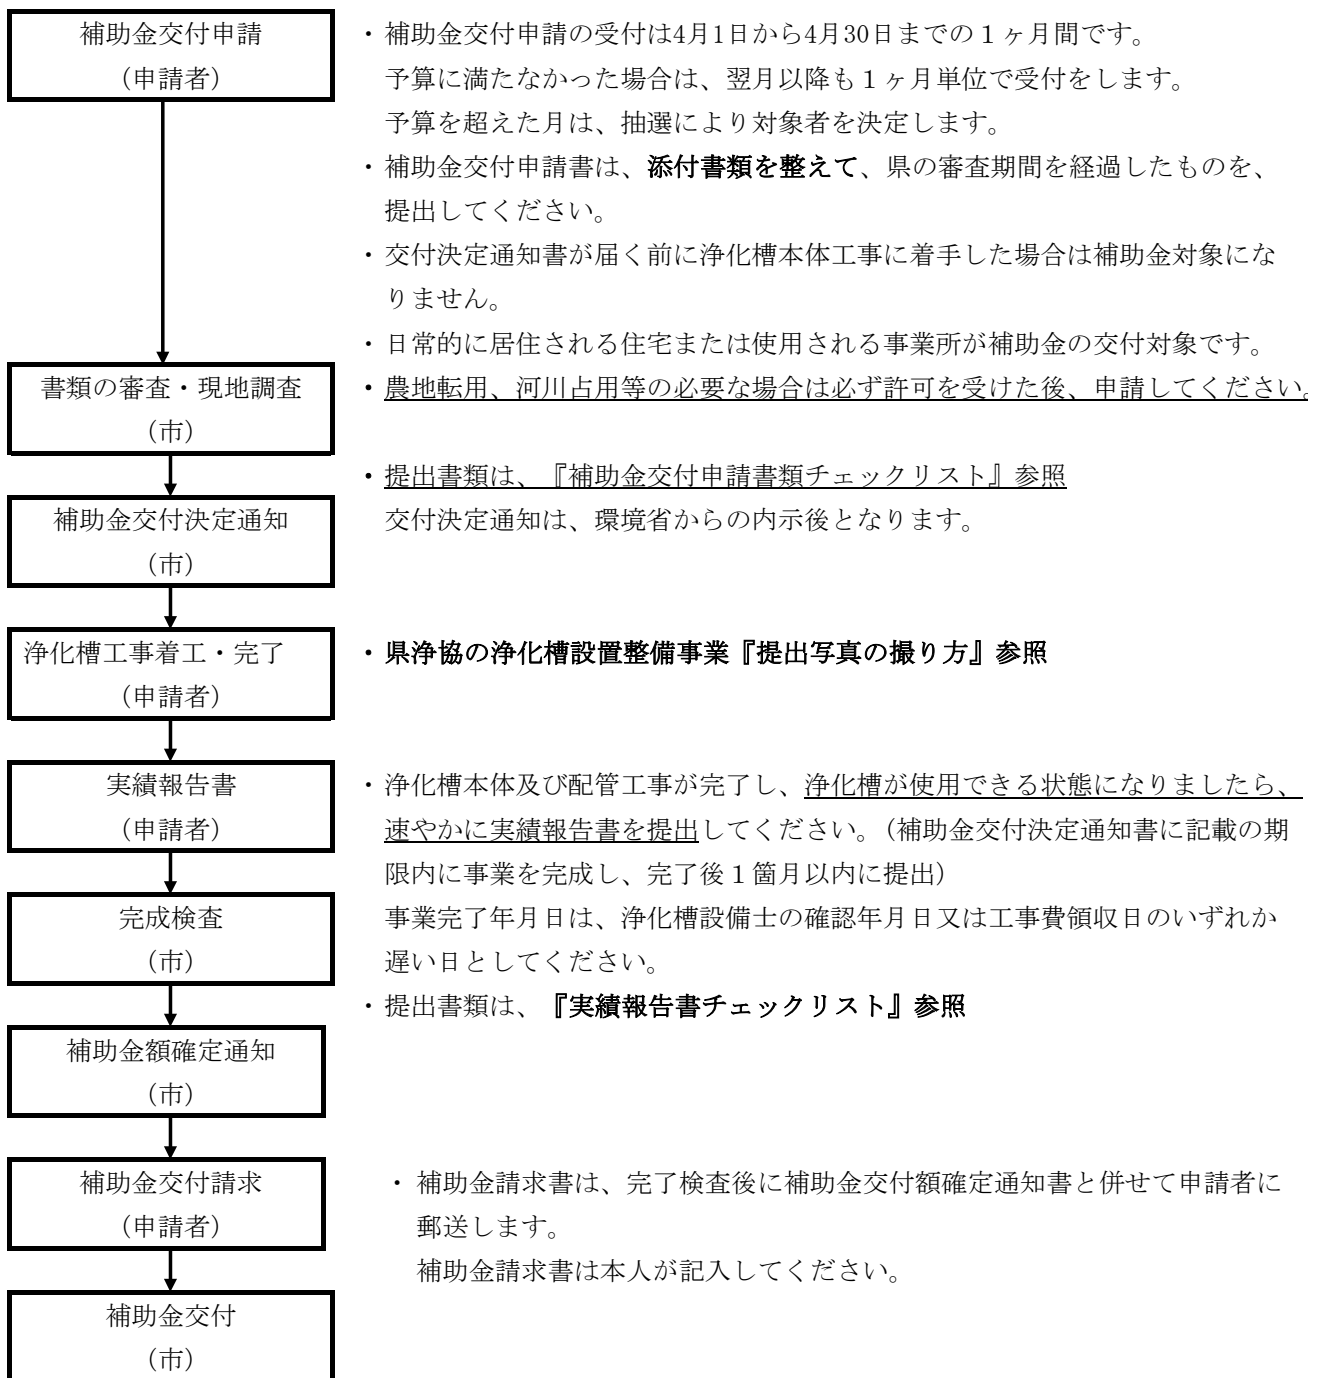 補助金交付申請
（申請者）
・補助金交付申請の受付は4月1日から4月30日までの１ヶ月間です。
予算に満たなかった場合は、翌月以降も１ヶ月単位で受付をします。
予算を超えた月は、抽選により対象者を決定します。
・補助金交付申請書は、添付書類を整えて、県の審査期間を経過したものを、
提出してください。
・交付決定通知書が届く前に浄化槽本体工事に着手した場合は補助金対象にな
りません。
・日常的に居住される住宅または使用される事業所が補助金の交付対象です。
書類の審査・現地調査
（市）
・農地転用、河川占用等の必要な場合は必ず許可を受けた後、申請してください。
・提出書類は、『補助金交付申請書類チェックリスト』参照
補助金交付決定通知
（市）
交付決定通知は、環境省からの内示後となります。
浄化槽工事着工・完了
（申請者）
・県浄協の浄化槽設置整備事業『提出写真の撮り方』参照
実績報告書
（申請者）
・浄化槽本体及び配管工事が完了し、浄化槽が使用できる状態になりましたら、
速やかに実績報告書を提出してください。（補助金交付決定通知書に記載の期
限内に事業を完成し、完了後１箇月以内に提出）
完成検査
（市）
事業完了年月日は、浄化槽設備士の確認年月日又は工事費領収日のいずれか
遅い日としてください。
・提出書類は、『実績報告書チェックリスト』参照
補助金額確定通知
（市）
補助金交付請求
（申請者）
・補助金請求書は、完了検査後に補助金交付額確定通知書と併せて申請者に
郵送します。
補助金請求書は本人が記入してください。
補助金交付
（市）